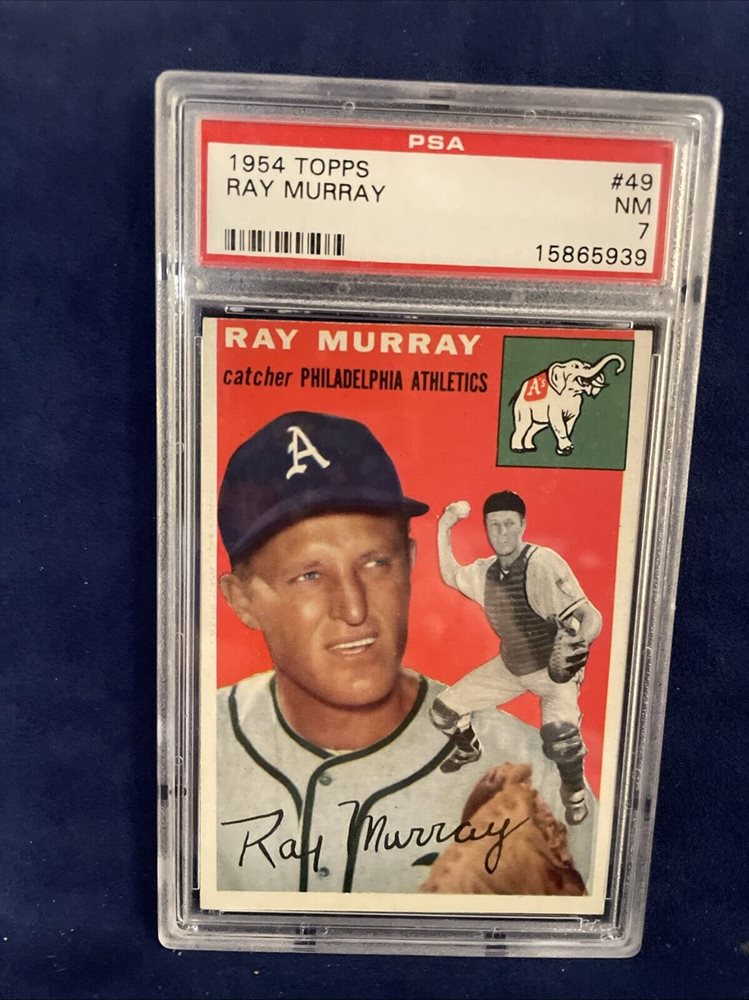 PSA
1954 TOPPS #49
RAY MURRAY NM
7
15865939
RAY MURRAY
catcher PHILADELPHIA ATHLETICS
A's
A
Ray Murray